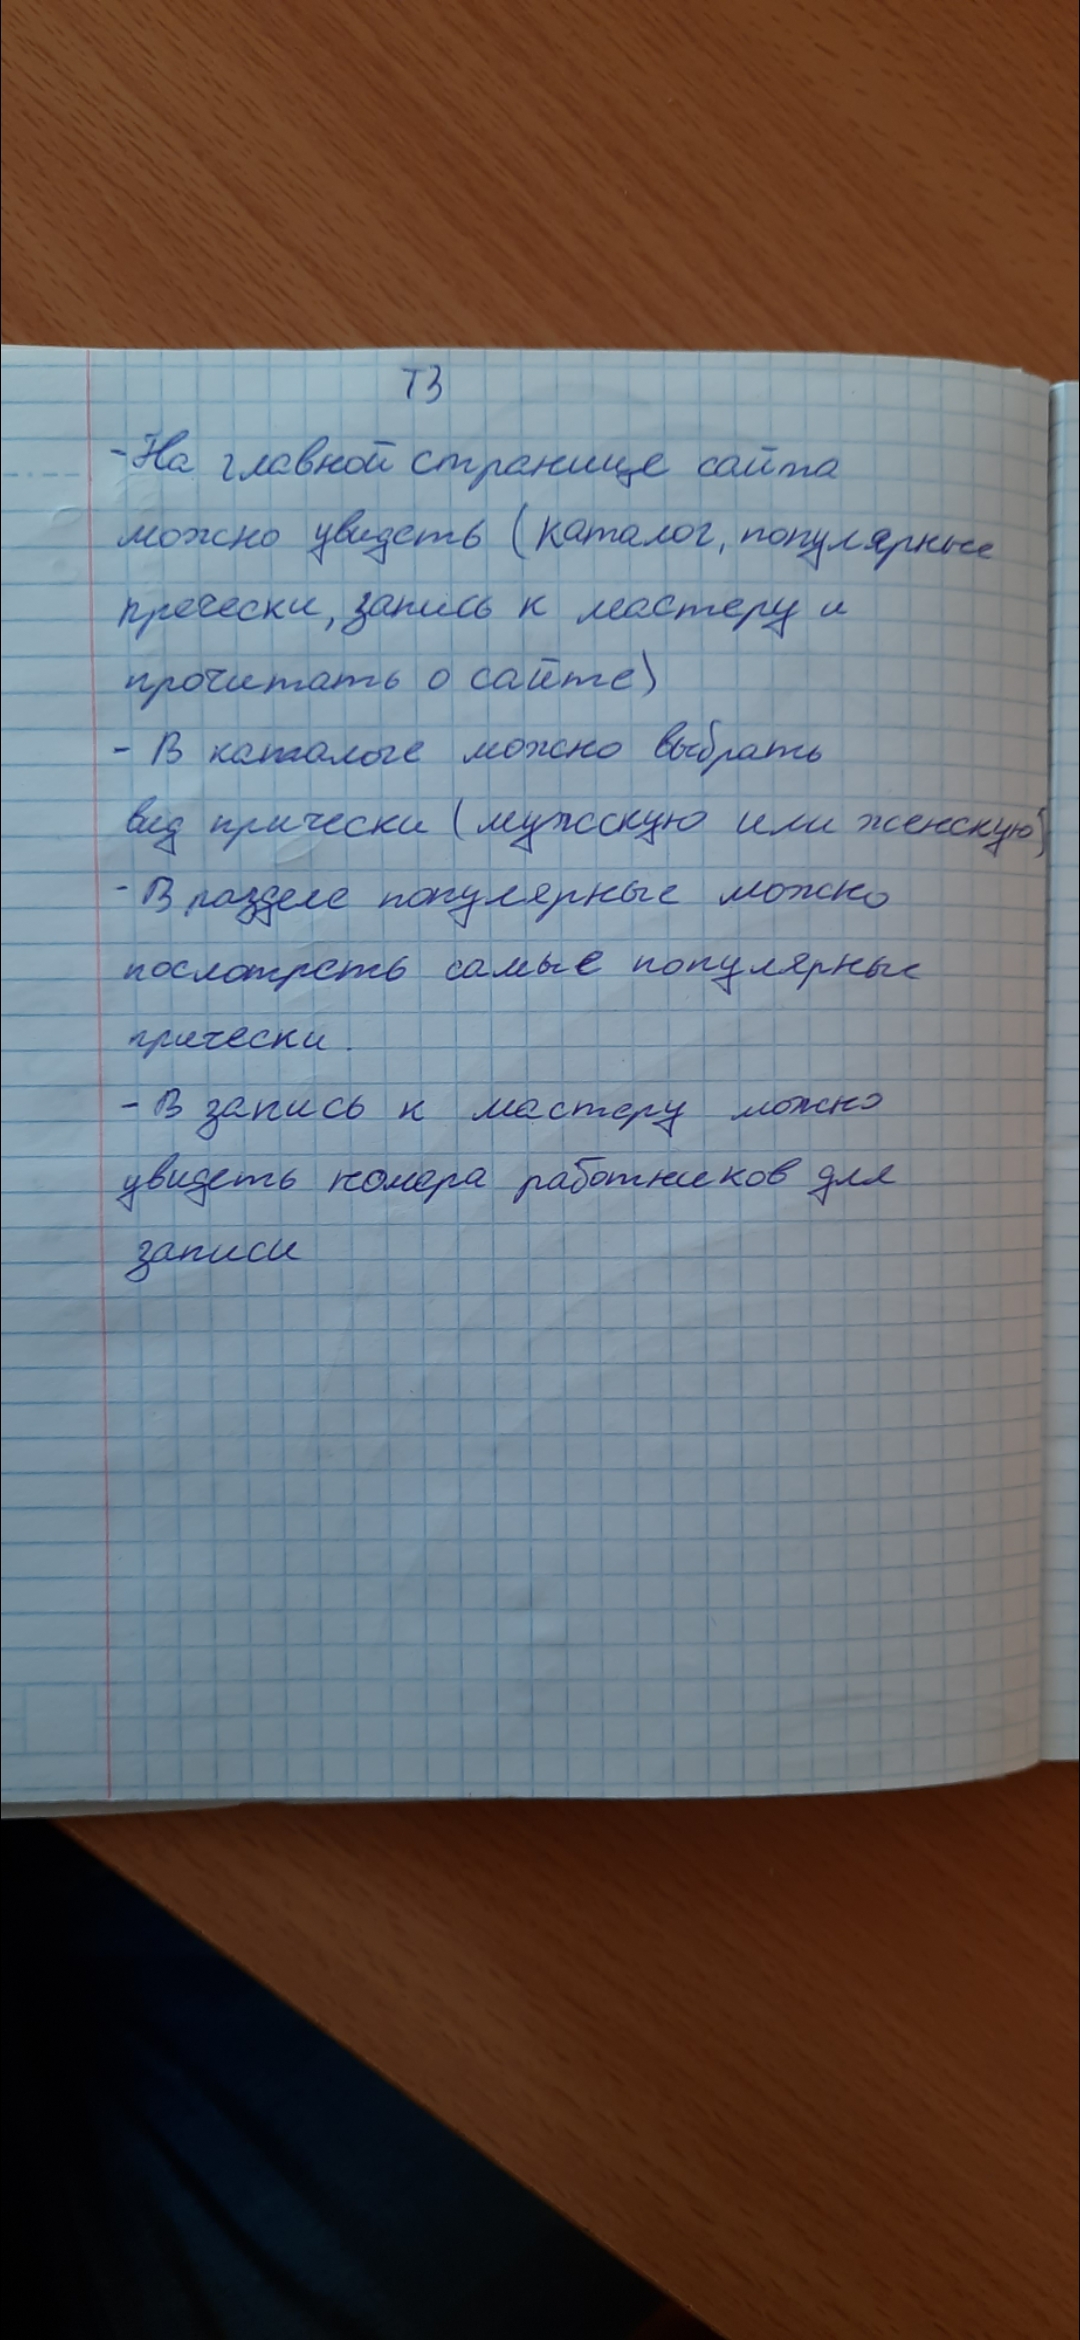 ТЗ
- На главной странице сайта
можно увидеть (каталог, популярные
пречески, запись к мастеру и
прочитать о сайте)
- В каталоге можно выбрать
вид прически (мужскую или женскую)
- В разделе популярные можно
посмотреть самые популярные
прически.
- В запись к мастеру можно
увидеть номера работников для
записи